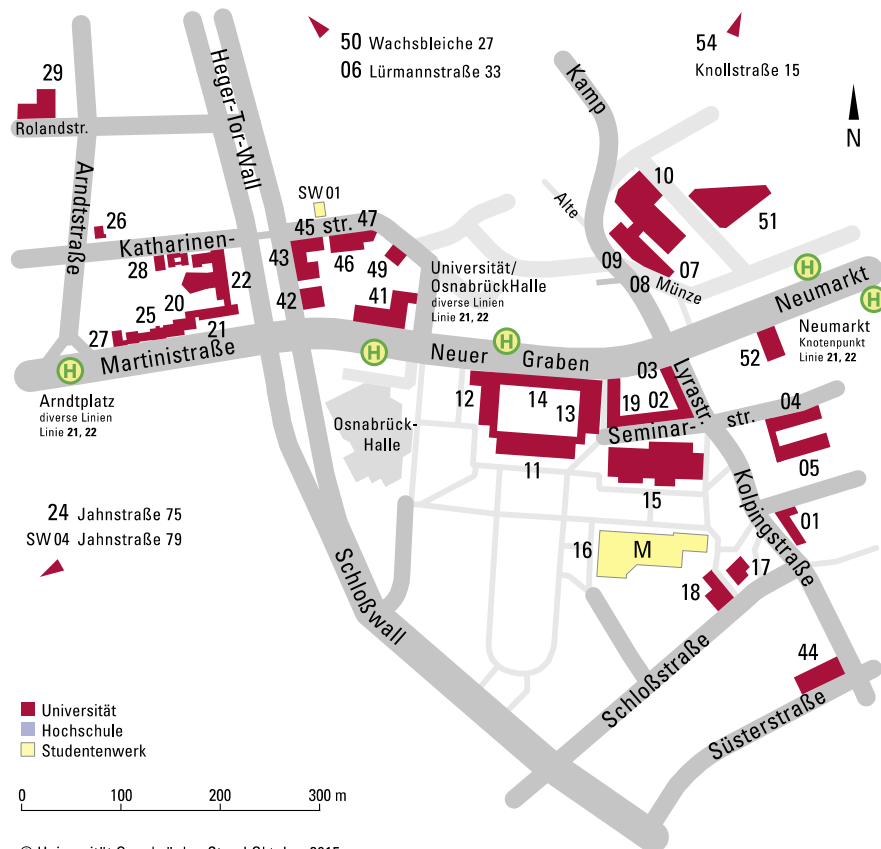 50 Wachsbleiche 27
06 Lürmannstraße 33
54
Knollstraße 15
N
29
Rolandstr.
Arndtstraße
Heger-Tor-Wall
Kamp
Alte
Münze
10
51
09
08
07
26
Katharinen-
str.
SW 01
45
47
43
46
49
42
41
28
22
20
25
21
27
Martinistraße
Universität/
OsnabrückHalle
diverse Linien
Linie 21, 22
H
H
H
H
H
Neumarkt
Neumarkt
Knotenpunkt
Linie 21, 22
52
Neuer Graben
Arndtplatz
diverse Linien
Linie 21, 22
Osnabrück-
Halle
12
14
13
11
03
02
19
Lyrastr.
Seminar-
str.
04
05
15
Kolpingstraße
01
16
M
17
18
24 Jahnstraße 75
SW 04 Jahnstraße 79
Schloßwall
Schloßstraße
44
Süsterstraße
Universität
Hochschule
Studentenwerk
0 100 200 300 m